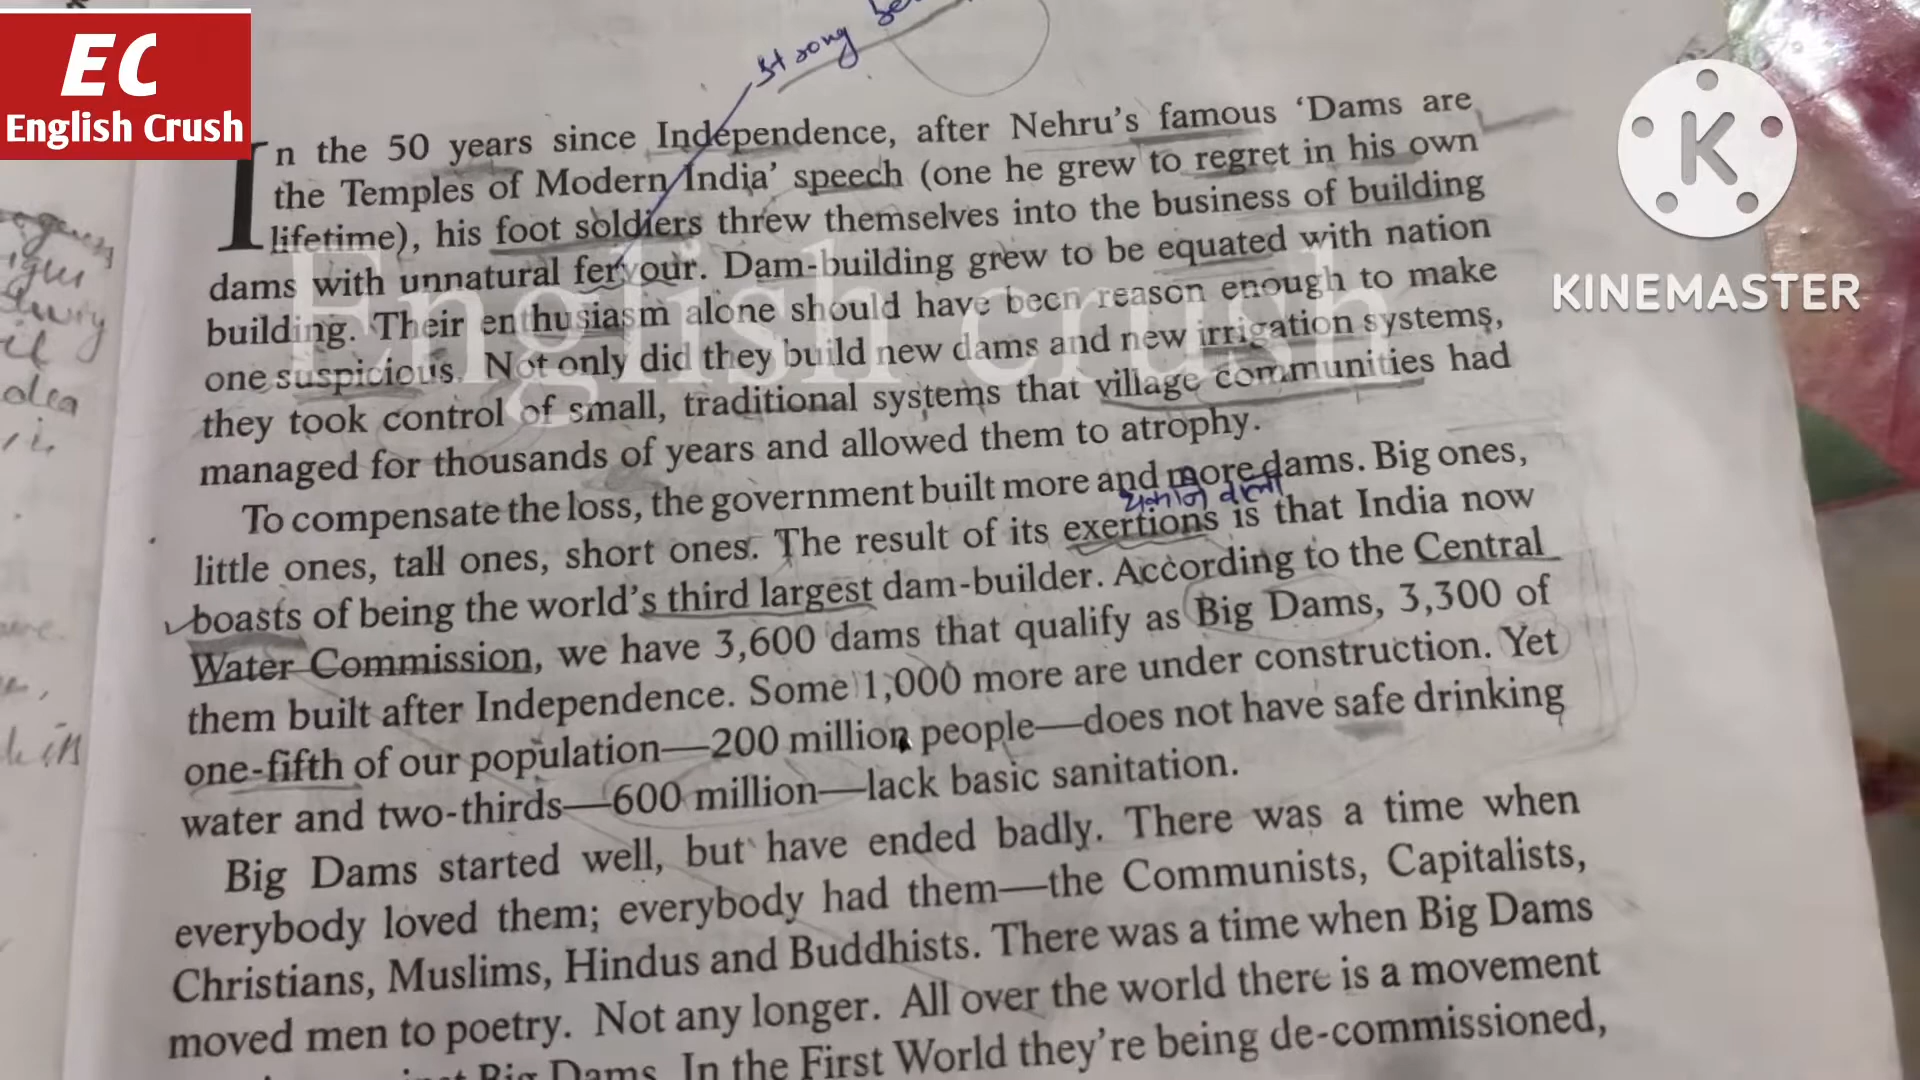 EC
English Crush
strong
In the 50 years since Independence, after Nehru's famous 'Dams are
the Temples of Modern India' speech (one he grew to regret in his own
lifetime), his foot soldiers threw themselves into the business of building
dams with unnatural fervour. Dam-building grew to be equated with nation
building. Their enthusiasm alone should have been reason enough to make
one suspicious. Not only did they build new dams and new irrigation systems,
they took control of small, traditional systems that village communities had
managed for thousands of years and allowed them to atrophy.
To compensate the loss, the government built more and more dams. Big ones,
little ones, tall ones, short ones. The result of its exertions is that India now
boasts of being the world's third largest dam-builder. According to the Central
Water Commission, we have 3,600 dams that qualify as Big Dams, 3,300 of
them built after Independence. Some 1,000 more are under construction. Yet
one-fifth of our population—200 million people—does not have safe drinking
water and two-thirds—600 million—lack basic sanitation.
Big Dams started well, but have ended badly. There was a time when
everybody loved them; everybody had them—the Communists, Capitalists,
Christians, Muslims, Hindus and Buddhists. There was a time when Big Dams
moved men to poetry. Not any longer. All over the world there is a movement
Big Dams. In the First World they're being de-commissioned,
English crush
K
KINEMASTER